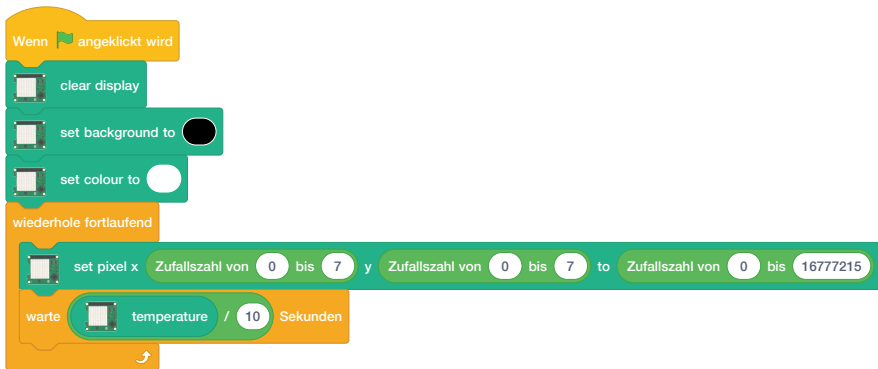 Wenn angeklickt wird
clear display
set background to
set colour to
wiederhole fortlaufend
set pixel x Zufallszahl von 0 bis 7 y Zufallszahl von 0 bis 7 to Zufallszahl von 0 bis 16777215
warte temperature / 10 Sekunden